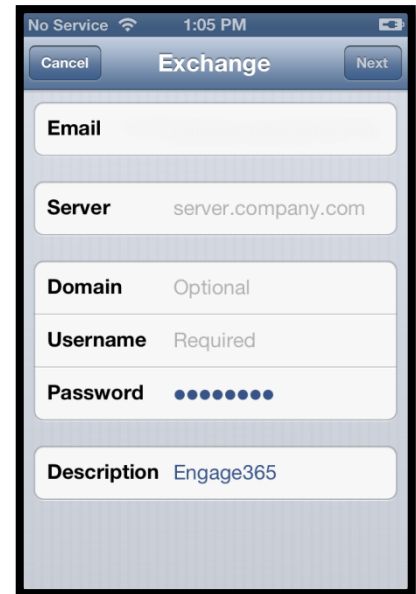 No Service 1:05 PM
Cancel Exchange Next
Email
Server server.company.com
Domain Optional
Username Required
Password ●●●●●●●●
Description Engage365